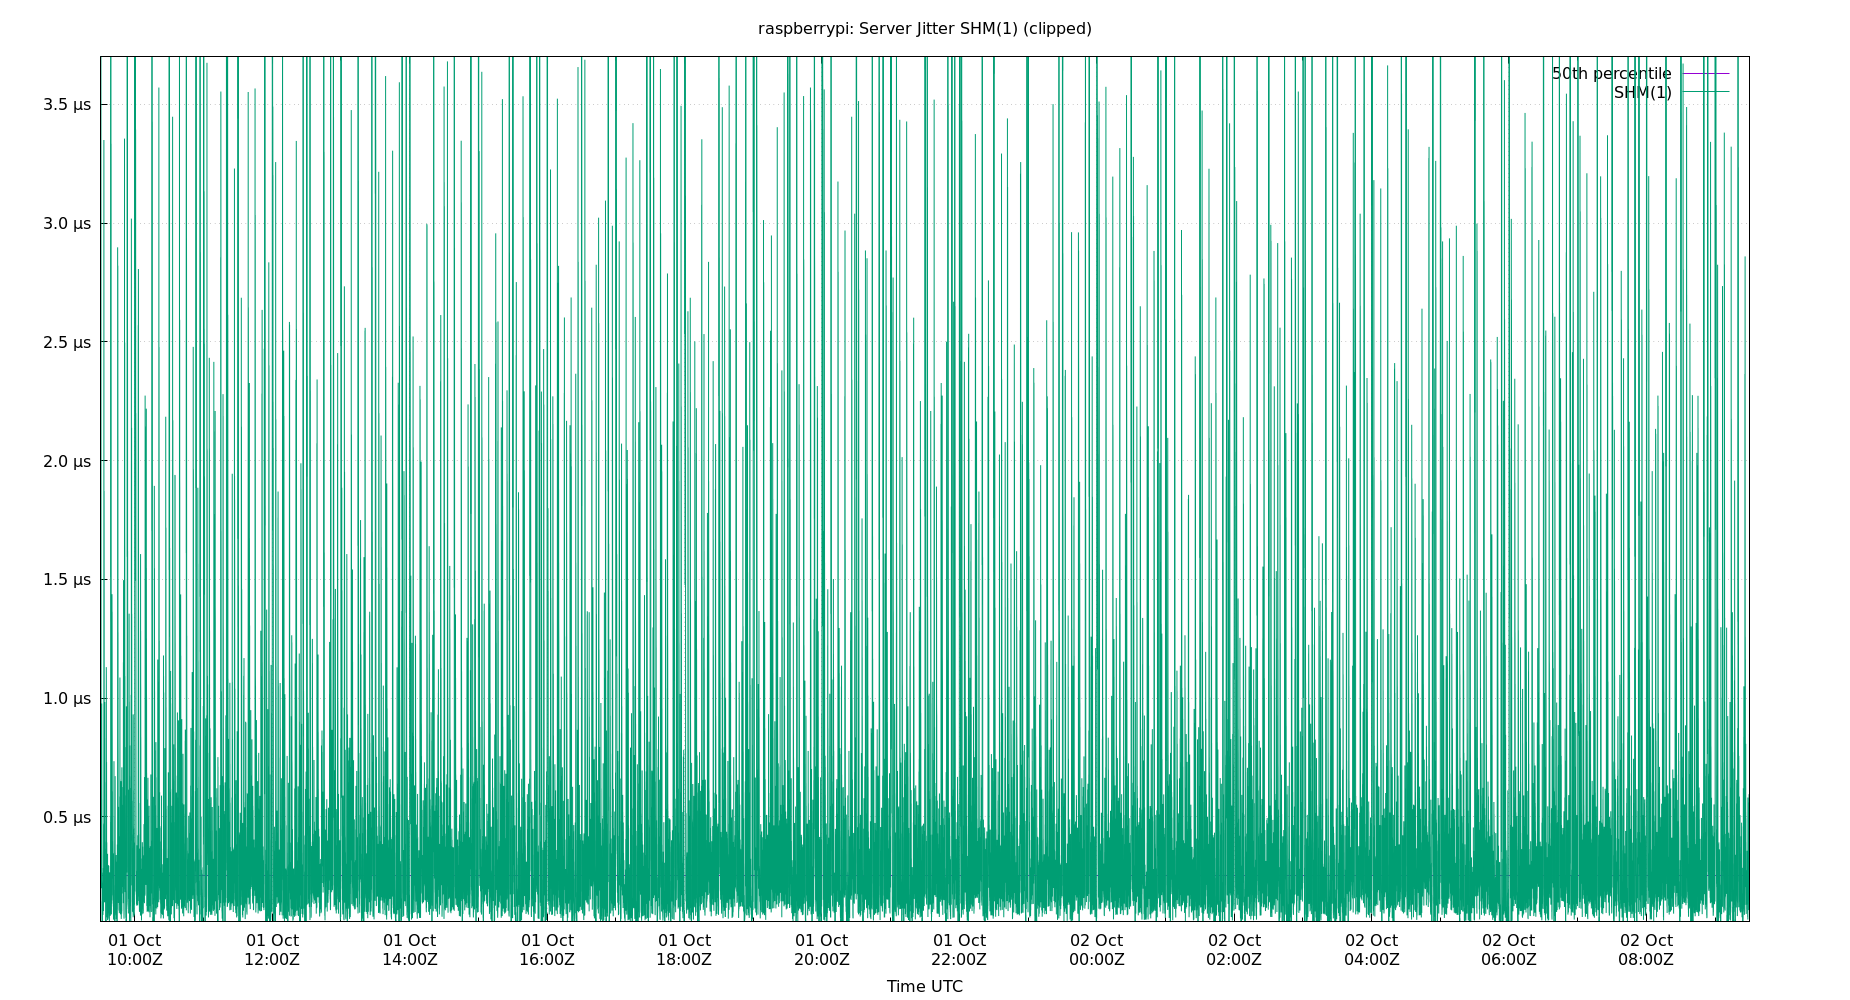 raspberrypi: Server Jitter SHM(1) (clipped)
50th percentile
SHM(1)
3.5 µs
3.0 µs
2.5 µs
2.0 µs
1.5 µs
1.0 µs
0.5 µs
01 Oct 01 Oct 01 Oct 01 Oct 01 Oct 01 Oct 01 Oct 02 Oct 02 Oct 02 Oct 02 Oct 02 Oct
10:00Z 12:00Z 14:00Z 16:00Z 18:00Z 20:00Z 22:00Z 00:00Z 02:00Z 04:00Z 06:00Z 08:00Z
Time UTC